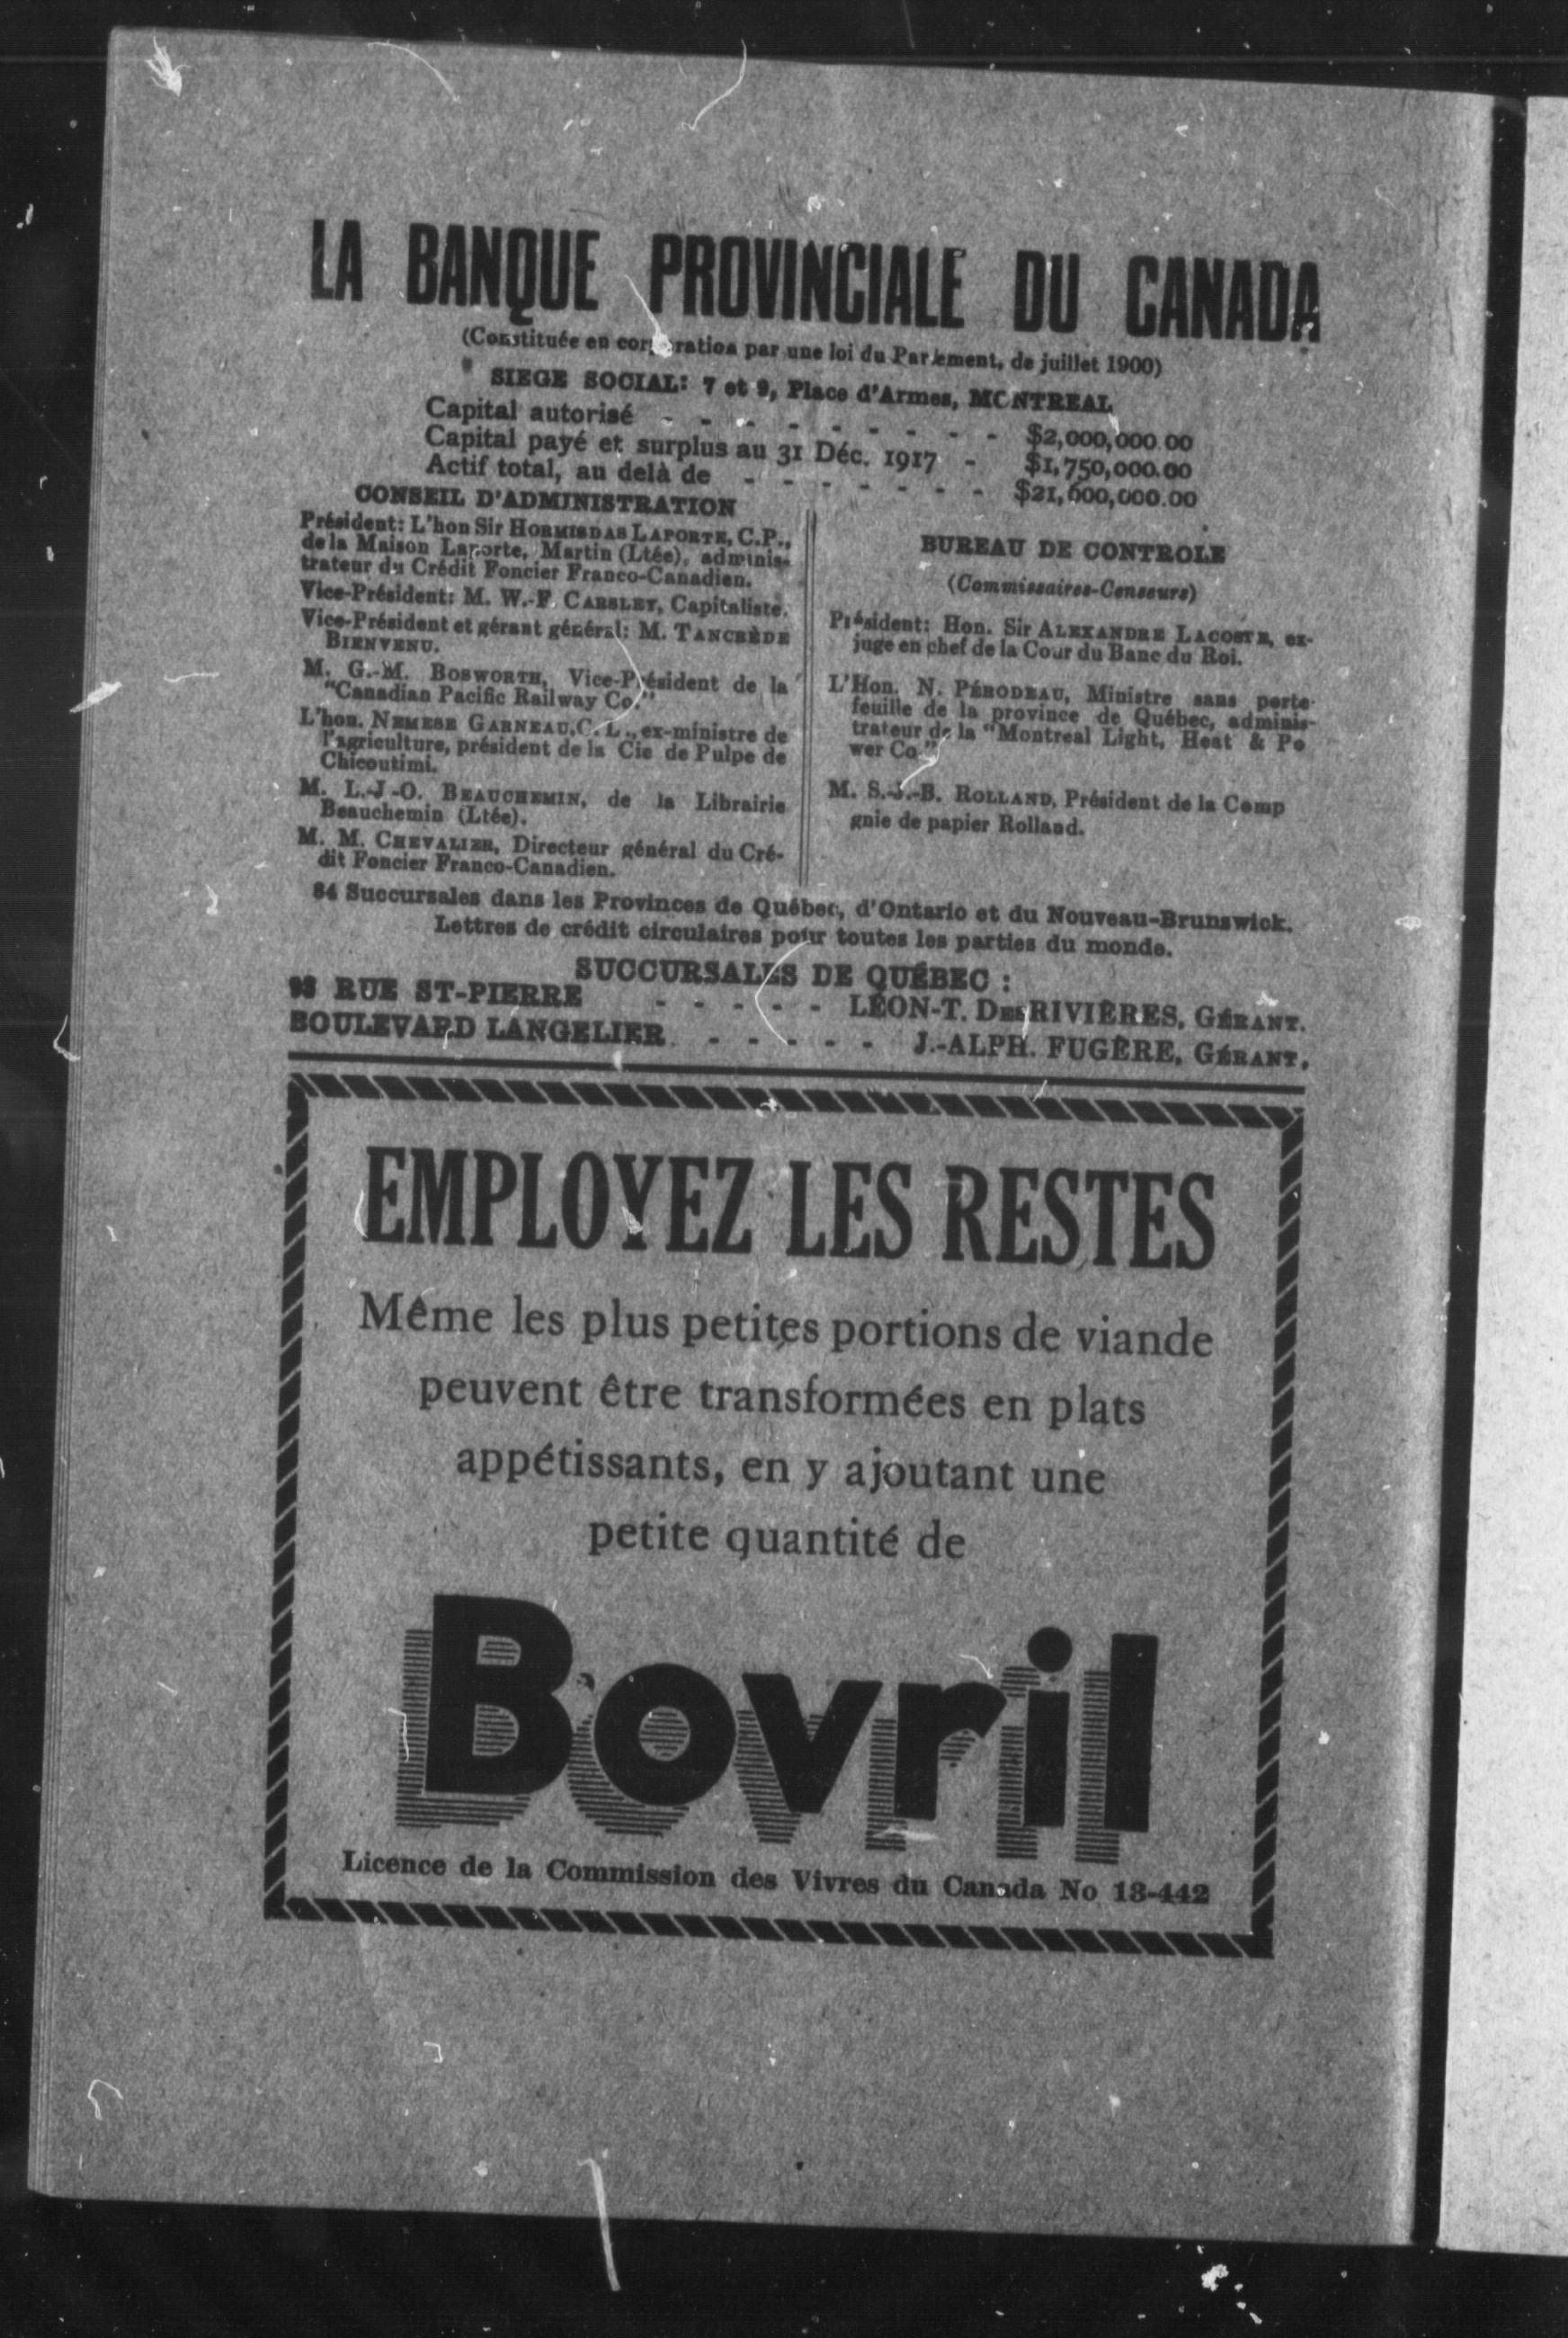 LA BANQUE PROVINCIALE DU CANADA
(Constituée en corporation par une loi du Parlement, de juillet 1900)
SIEGE SOCIAL: 7 et 9, Place d'Armes, MONTREAL
Capital autorisé - - - - - - - - - $2,000,000.00
Capital payé et surplus au 31 Déc. 1917 - $1,750,000.00
Actif total, au delà de - - - - - - - $21,600,000.00
CONSEIL D'ADMINISTRATION
Président: L'hon Sir HORMISDAS LAPORTE, C.P.,
de la Maison Laporte, Martin (Ltée), adminis-
trateur du Crédit Foncier Franco-Canadien.
Vice-Président: M. W.-F. CARSLEY, Capitaliste.
Vice-Président et gérant général: M. TANCRÈDE
BIENVENU.
M. G.-M. BOSWORTH, Vice-Président de la
"Canadian Pacific Railway Co."
L'hon. NEMESE GARNEAU, C. L., ex-ministre de
l'agriculture, président de la Cie de Pulpe de
Chicoutimi.
M. L.-J-O. BEAUCHEMIN, de la Librairie
Beauchemin (Ltée).
M. M. CHEVALIER, Directeur général du Cré-
dit Foncier Franco-Canadien.
BUREAU DE CONTROLE
(Commissaires-Censeurs)
Président: Hon. Sir ALEXANDRE LACOSTE, ex-
juge en chef de la Cour du Banc du Roi.
L'Hon. N. PÉRODEAU, Ministre sans porte-
feuille de la province de Québec, adminis-
trateur de la "Montreal Light, Heat & Po
wer Co."
M. S.-J.-B. ROLLAND, Président de la Comp
gnie de papier Rolland.
84 Succursales dans les Provinces de Québec, d'Ontario et du Nouveau-Brunswick.
Lettres de crédit circulaires pour toutes les parties du monde.
SUCCURSALES DE QUÉBEC :
93 RUE ST-PIERRE - - - - - LÉON-T. DesRIVIÈRES, GÉRANT.
BOULEVARD LANGELIER - - - - - J.-ALPH. FUGÈRE, GÉRANT.
EMPLOYEZ LES RESTES
Même les plus petites portions de viande
peuvent être transformées en plats
appétissants, en y ajoutant une
petite quantité de
Bovril
Licence de la Commission des Vivres du Canada No 13-442